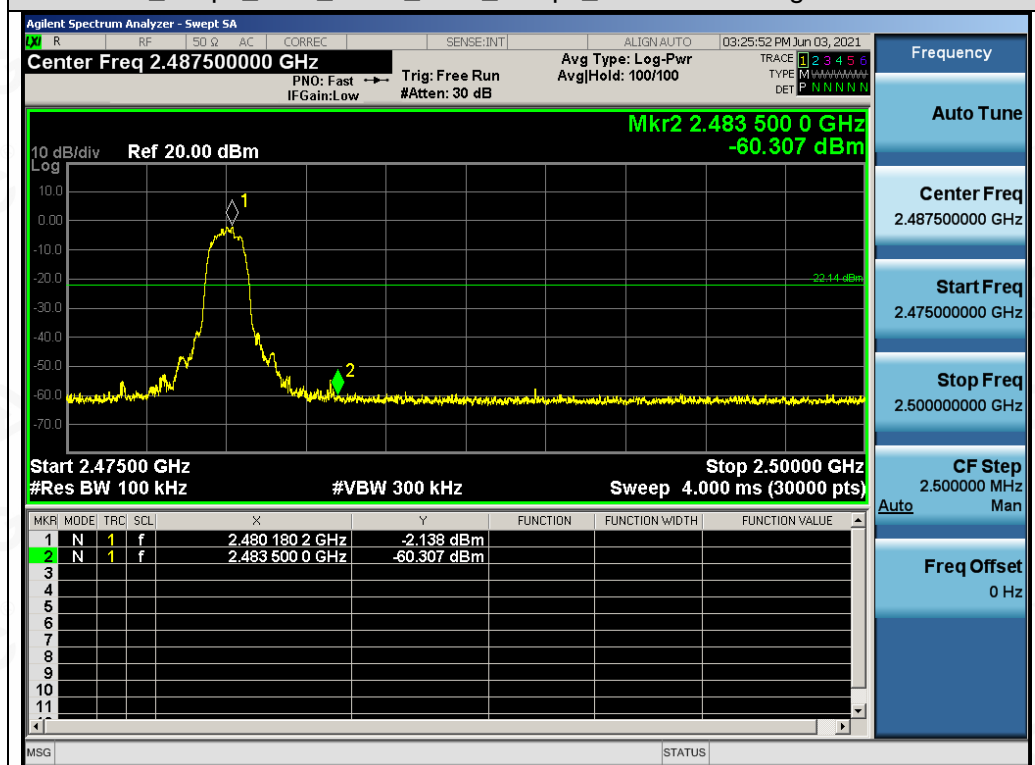 Agilent Spectrum Analyzer - Swept SA
LXI R RF 50 Ω AC CORREC SENSE:INT ALIGN AUTO 03:25:52 PM Jun 03, 2021
Center Freq 2.487500000 GHz
PNO: Fast
IFGain:Low
Trig: Free Run
#Atten: 30 dB
Avg Type: Log-Pwr
Avg|Hold: 100/100
TRACE 1 2 3 4 5 6
TYPE M
DET P N N N N N
Mkr2 2.483 500 0 GHz
-60.307 dBm
10 dB/div Ref 20.00 dBm
Log
10.0
0.00
-10.0
-20.0
-30.0
-40.0
-50.0
-60.0
-70.0
1
2
-22.14 dBm
Start 2.47500 GHz Stop 2.50000 GHz
#Res BW 100 kHz #VBW 300 kHz Sweep 4.000 ms (30000 pts)
MKR MODE TRC SCL X Y FUNCTION FUNCTION WIDTH FUNCTION VALUE
1 N 1 f 2.480 180 2 GHz -2.138 dBm
2 N 1 f 2.483 500 0 GHz -60.307 dBm
3
4
5
6
7
8
9
10
11
MSG STATUS
Frequency
Auto Tune
Center Freq
2.487500000 GHz
Start Freq
2.475000000 GHz
Stop Freq
2.500000000 GHz
CF Step
2.500000 MHz
Auto Man
Freq Offset
0 Hz